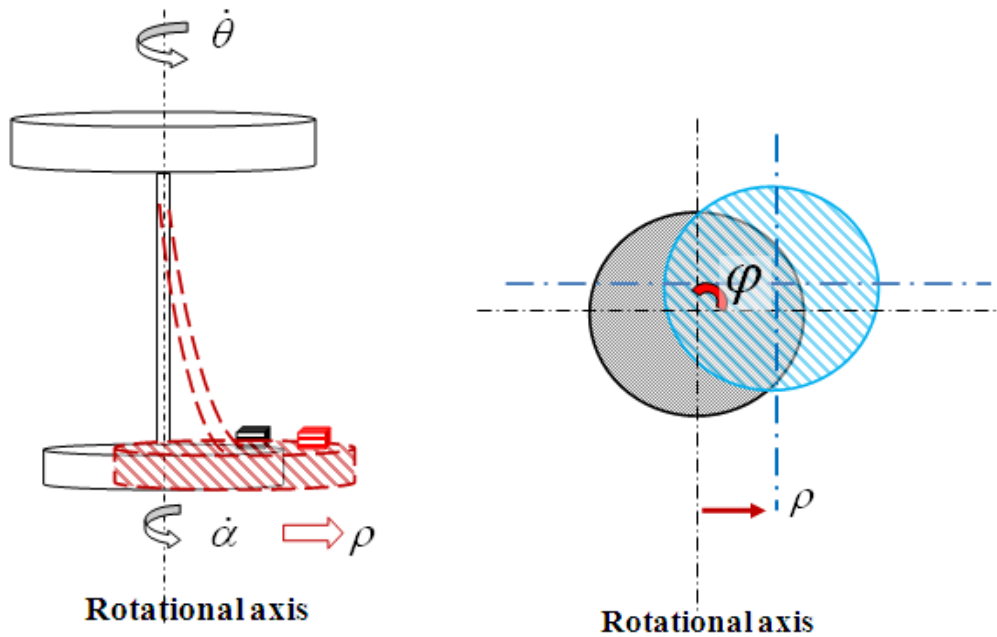 θ̇
φ
α̇
ρ
ρ
Rotational axis
Rotational axis